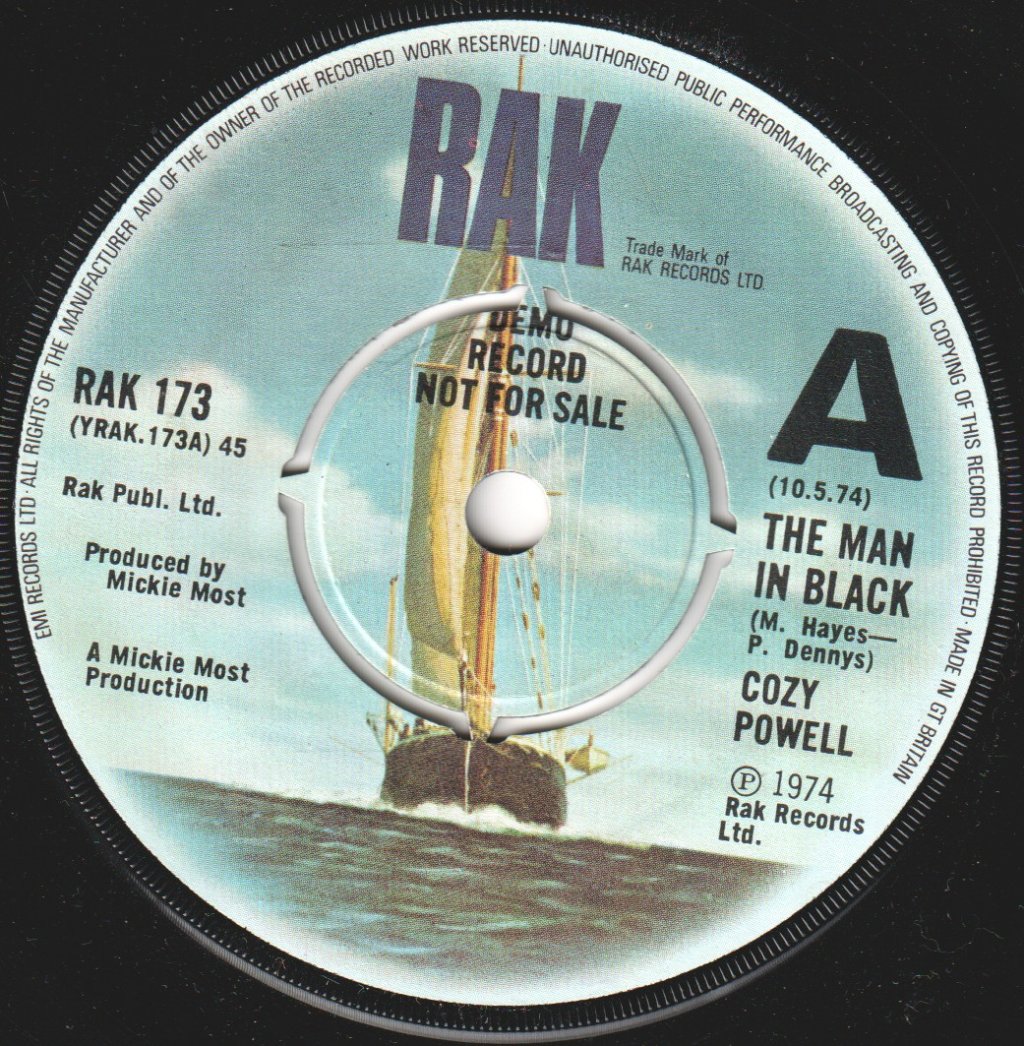 EMI RECORDS LTD · ALL RIGHTS OF THE MANUFACTURER AND OF THE OWNER OF THE RECORDED WORK RESERVED · UNAUTHORISED PUBLIC PERFORMANCE BROADCASTING AND COPYING OF THIS RECORD PROHIBITED · MADE IN GT BRITAIN
RAK
Trade Mark of
RAK RECORDS LTD
DEMO
RECORD
NOT FOR SALE
RAK 173
(YRAK.173A) 45
Rak Publ. Ltd.
Produced by
Mickie Most
A Mickie Most
Production
A
(10.5.74)
THE MAN
IN BLACK
(M. Hayes—
P. Dennys)
COZY
POWELL
Ⓟ 1974
Rak Records
Ltd.